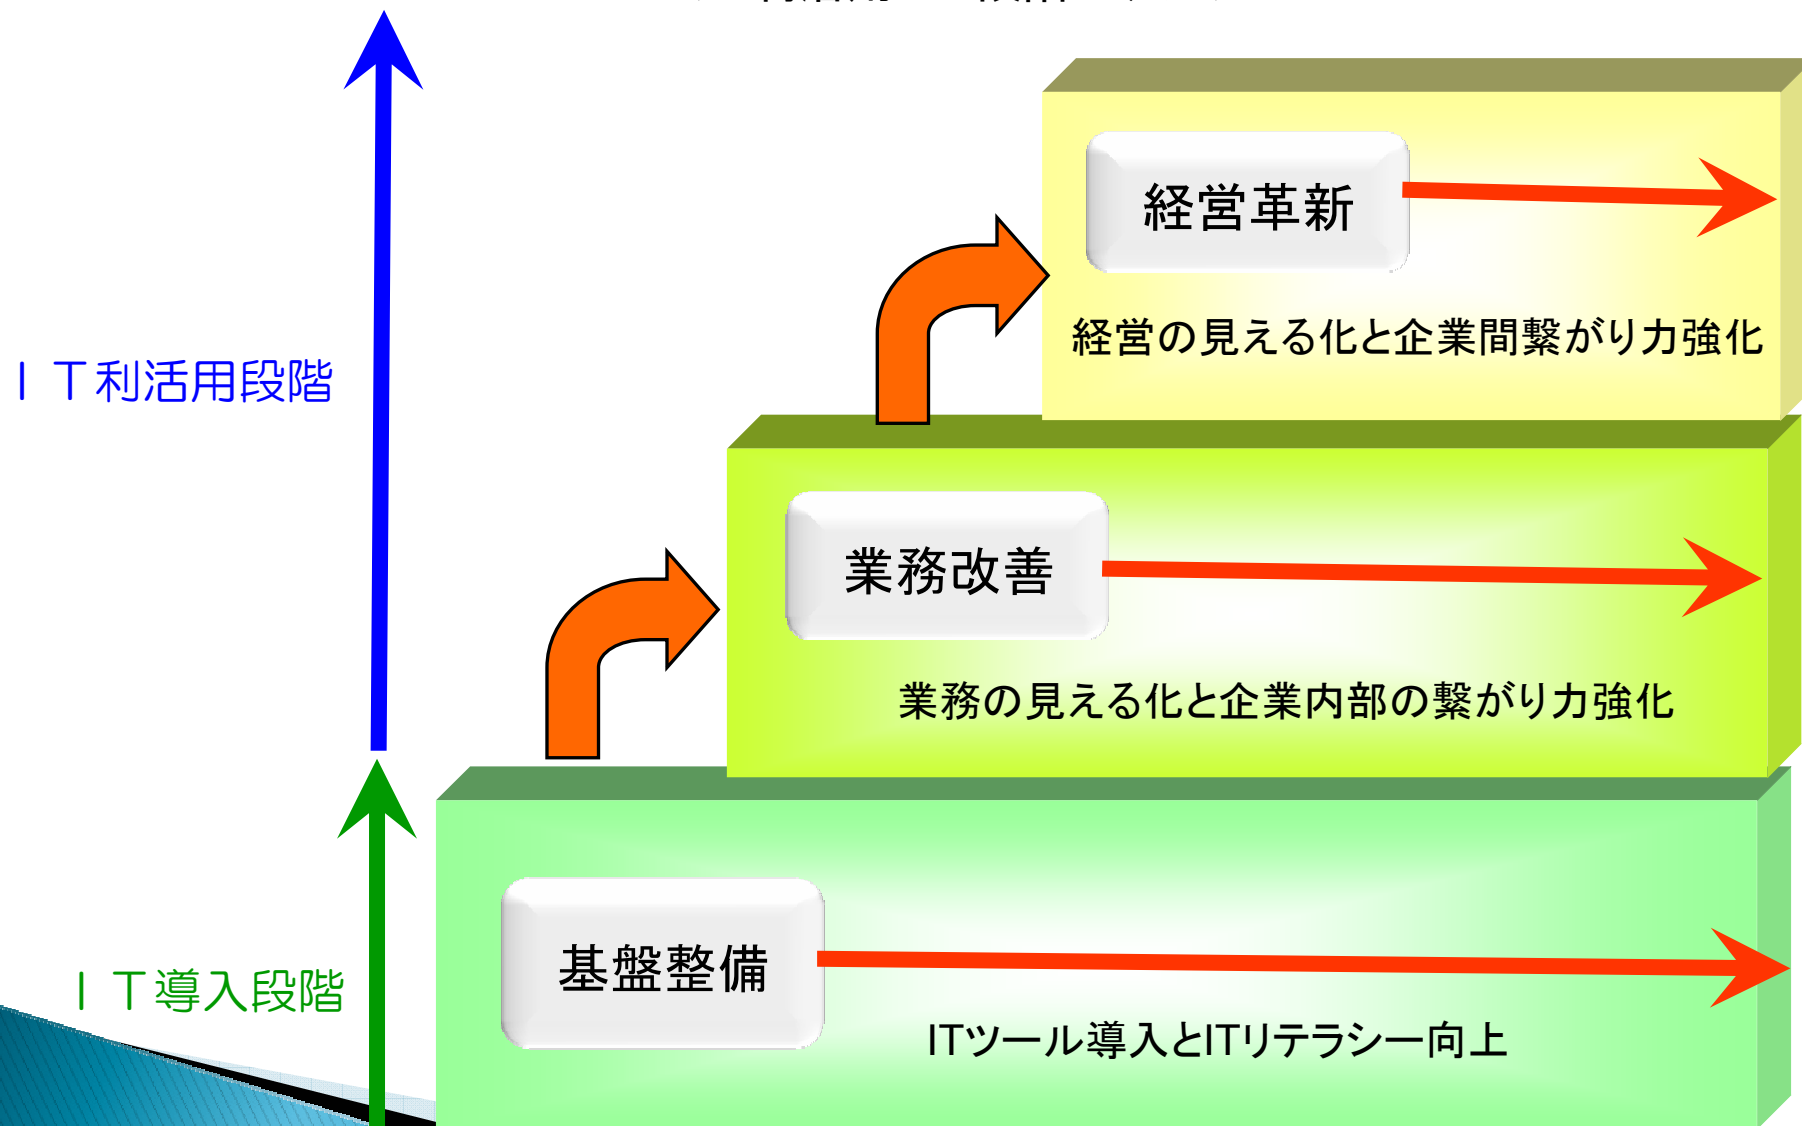 経営革新
経営の見える化と企業間繋がり力強化
ＩＴ利活用段階
業務改善
業務の見える化と企業内部の繋がり力強化
基盤整備
ＩＴ導入段階
ITツール導入とITリテラシー向上